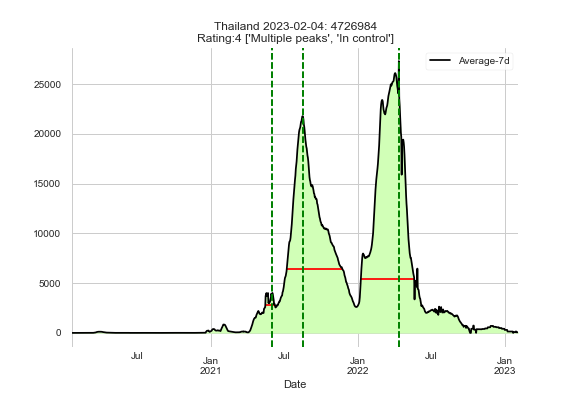 Thailand 2023-02-04: 4726984
Rating:4 ['Multiple peaks', 'In control']
Average-7d
25000
20000
15000
10000
5000
0
Jul
Jan
2021
Jul
Jan
2022
Jul
Jan
2023
Date